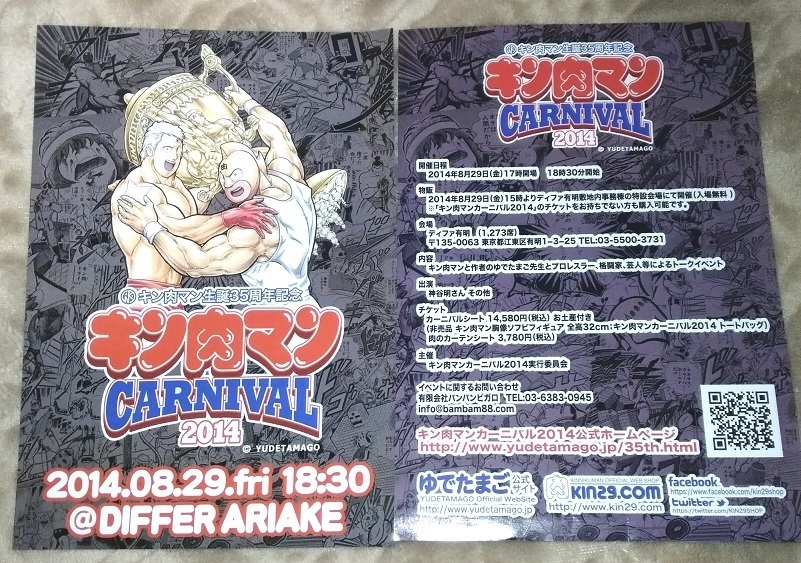 キン肉マン生誕35周年記念
キン肉マン
CARNIVAL
2014
© YUDETAMAGO
2014.08.29.fri 18:30
@DIFFER ARIAKE
キン肉マン生誕35周年記念
キン肉マン
CARNIVAL
2014
© YUDETAMAGO
開催日程
2014年8月29日(金)17時開場 18時30分開始
物販
2014年8月29日(金)15時よりディファ有明敷地内事務棟の特設会場にて開催(入場無料)
※「キン肉マンカーニバル2014」のチケットをお持ちでない方も購入可能です。
会場
ディファ有明 (1,273席)
〒135-0063 東京都江東区有明1-3-25 TEL:03-5500-3731
内容
キン肉マンと作者のゆでたまご先生とプロレスラー、格闘家、芸人等によるトークイベント
出演
神谷明さん その他
チケット
カーニバルシート 14,580円(税込) お土産付き
(非売品 キン肉マン胸像ソフビフィギュア 全高32cm;キン肉マンカーニバル2014 トートバッグ)
肉のカーテンシート 3,780円(税込)
主催
キン肉マンカーニバル2014実行委員会
イベントに関するお問い合わせ
有限会社バンバンビガロ TEL:03-6383-0945
info@bambam88.com
キン肉マンカーニバル2014公式ホームページ
http://www.yudetamago.jp/35th.html
ゆでたまご公式サイト
YUDETAMAGO Official WebSite
http://www.yudetamago.jp/
KINNIKUMAN OFFICIAL WEB SHOP
KIN29.COM
http://www.kin29.com
facebook
https://www.facebook.com/kin29shop
twitter
https://twitter.com/KIN29SHOP